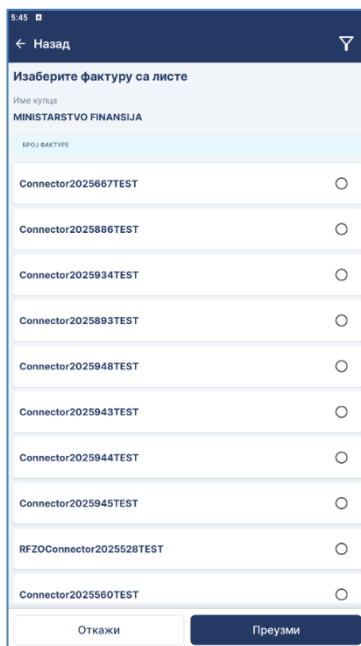 5:45
← Назад
Изаберите фактуру са листе
Име купца
MINISTARSTVO FINANSIJA
БРОЈ ФАКТУРЕ
Connector2025667TEST
Connector2025886TEST
Connector2025934TEST
Connector2025893TEST
Connector2025948TEST
Connector2025943TEST
Connector2025944TEST
Connector2025945TEST
RFZOConnector2025528TEST
Connector2025560TEST
Откажи
Преузми